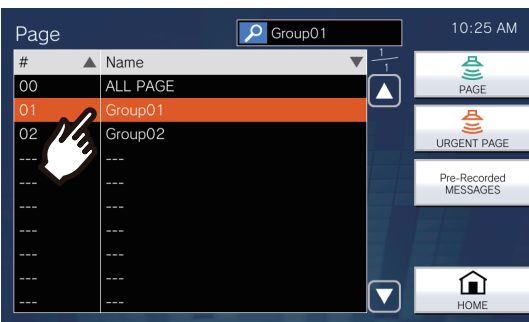 Page
Group01
10:25 AM
# Name
1
1
00 ALL PAGE
01 Group01
02 Group02
--- ---
--- ---
--- ---
--- ---
--- ---
--- ---
PAGE
URGENT PAGE
Pre-Recorded
MESSAGES
HOME